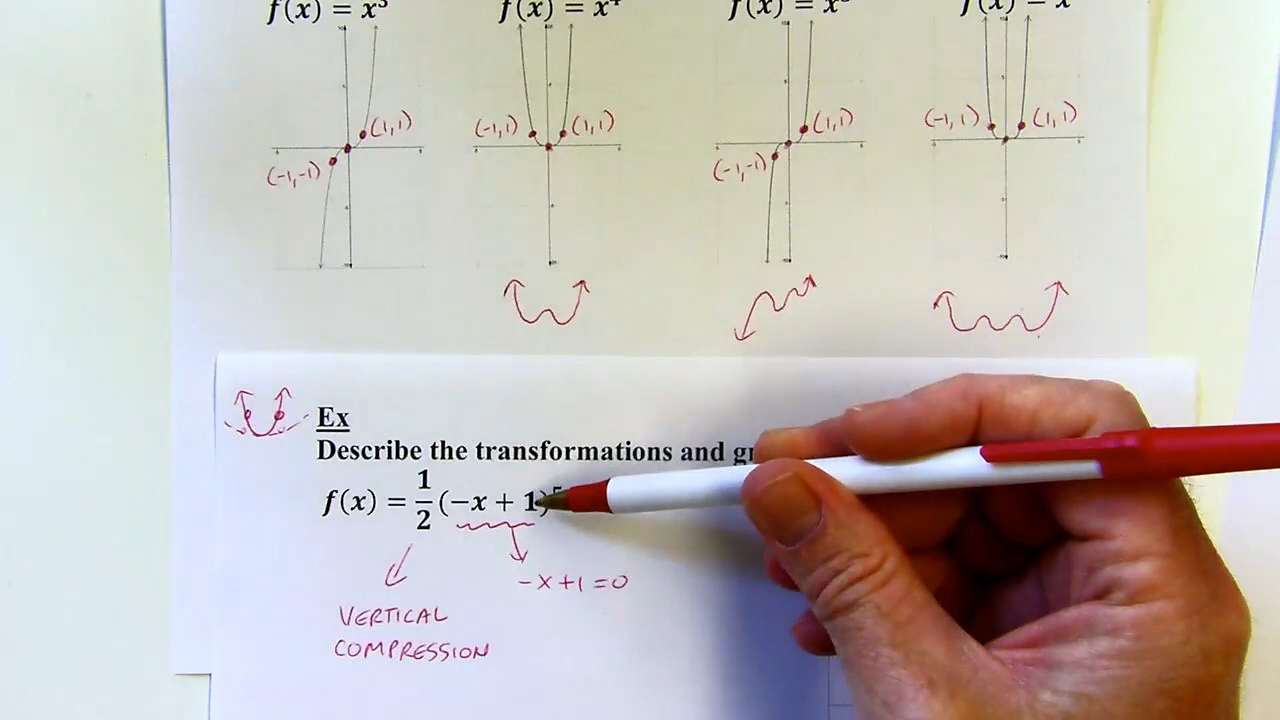 f(x) = x³ f(x) = x⁴ f(x) = x⁵ f(x) = x
(1,1) (-1,1) (1,1) (1,1) (-1,1) (1,1)
(-1,-1) (-1,-1)
Ex
Describe the transformations and
f(x) = 1/2 (-x + 1)
-x+1=0
VERTICAL
COMPRESSION